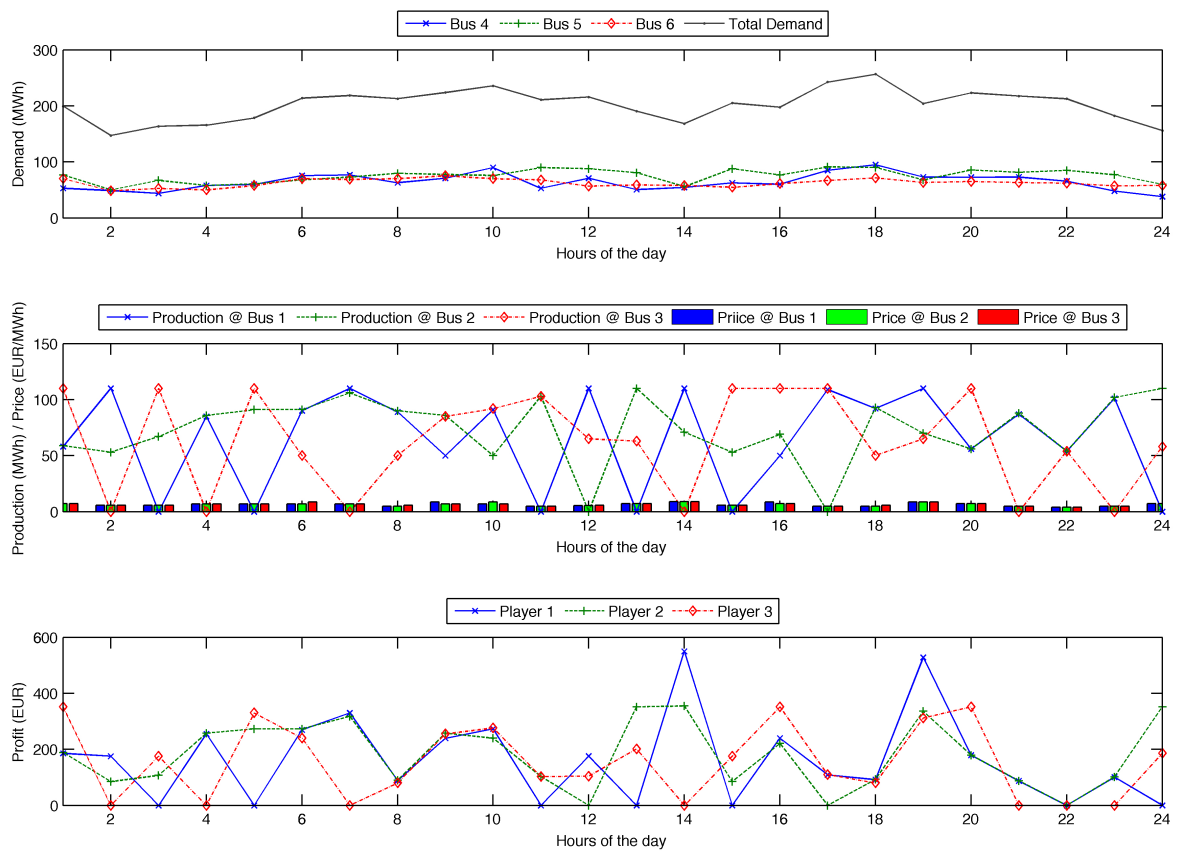 Bus 4 Bus 5 Bus 6 Total Demand
300
200
100
0
Demand (MWh)
2 4 6 8 10 12 14 16 18 20 22 24
Hours of the day
Production @ Bus 1 Production @ Bus 2 Production @ Bus 3 Priice @ Bus 1 Price @ Bus 2 Price @ Bus 3
150
100
50
0
Production (MWh) / Price (EUR/MWh)
2 4 6 8 10 12 14 16 18 20 22 24
Hours of the day
Player 1 Player 2 Player 3
600
400
200
0
Profit (EUR)
2 4 6 8 10 12 14 16 18 20 22 24
Hours of the day